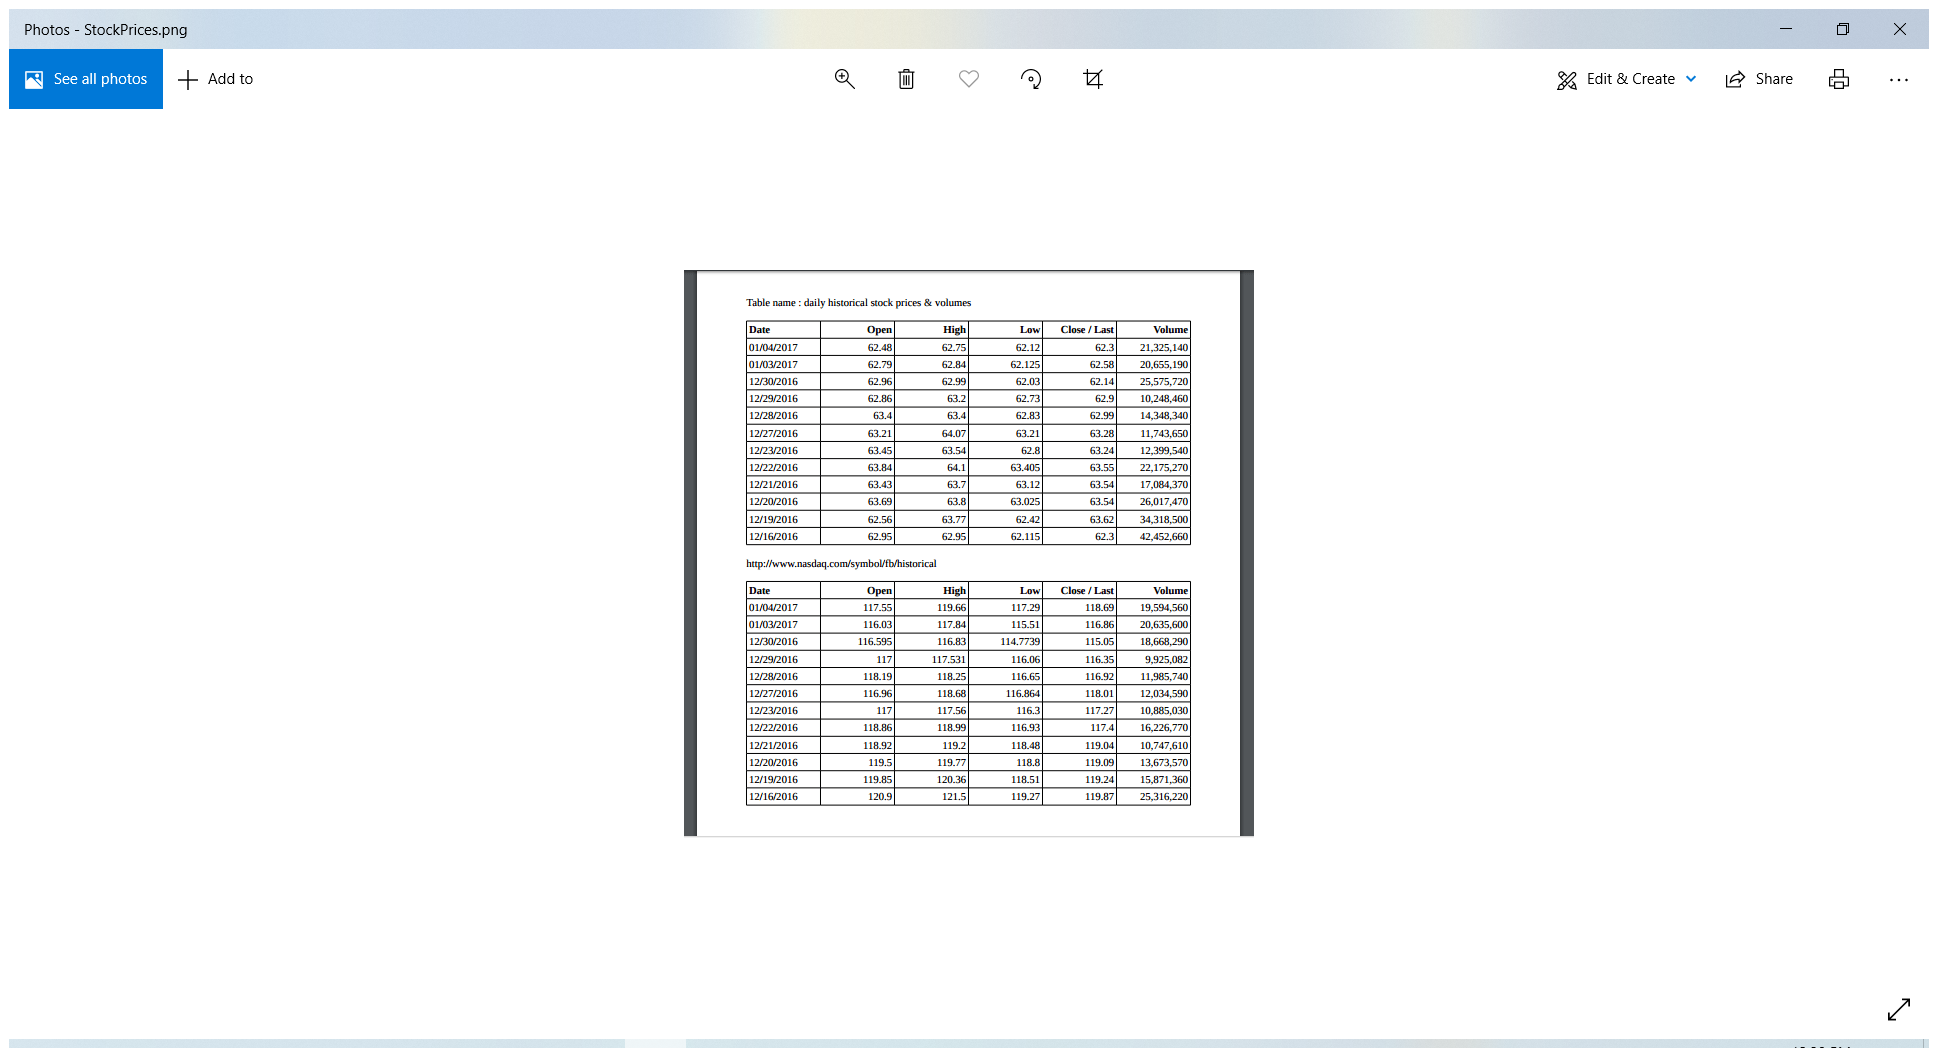 Photos - StockPrices.png
See all photos Add to Edit & Create Share
Table name : daily historical stock prices & volumes
Date Open High Low Close / Last Volume
01/04/2017 62.48 62.75 62.12 62.3 21,325,140
01/03/2017 62.79 62.84 62.125 62.58 20,655,190
12/30/2016 62.96 62.99 62.03 62.14 25,575,720
12/29/2016 62.86 63.2 62.73 62.9 10,248,460
12/28/2016 63.4 63.4 62.83 62.99 14,348,340
12/27/2016 63.21 64.07 63.21 63.28 11,743,650
12/23/2016 63.45 63.54 62.8 63.24 12,399,540
12/22/2016 63.84 64.1 63.405 63.55 22,175,270
12/21/2016 63.43 63.7 63.12 63.54 17,084,370
12/20/2016 63.69 63.8 63.025 63.54 26,017,470
12/19/2016 62.56 63.77 62.42 63.62 34,318,500
12/16/2016 62.95 62.95 62.115 62.3 42,452,660
http://www.nasdaq.com/symbol/fb/historical
Date Open High Low Close / Last Volume
01/04/2017 117.55 119.66 117.29 118.69 19,594,560
01/03/2017 116.03 117.84 115.51 116.86 20,635,600
12/30/2016 116.595 116.83 114.7739 115.05 18,668,290
12/29/2016 117 117.531 116.06 116.35 9,925,082
12/28/2016 118.19 118.25 116.65 116.92 11,985,740
12/27/2016 116.96 118.68 116.864 118.01 12,034,590
12/23/2016 117 117.56 116.3 117.27 10,885,030
12/22/2016 118.86 118.99 116.93 117.4 16,226,770
12/21/2016 118.92 119.2 118.48 119.04 10,747,610
12/20/2016 119.5 119.77 118.8 119.09 13,673,570
12/19/2016 119.85 120.36 118.51 119.24 15,871,360
12/16/2016 120.9 121.5 119.27 119.87 25,316,220